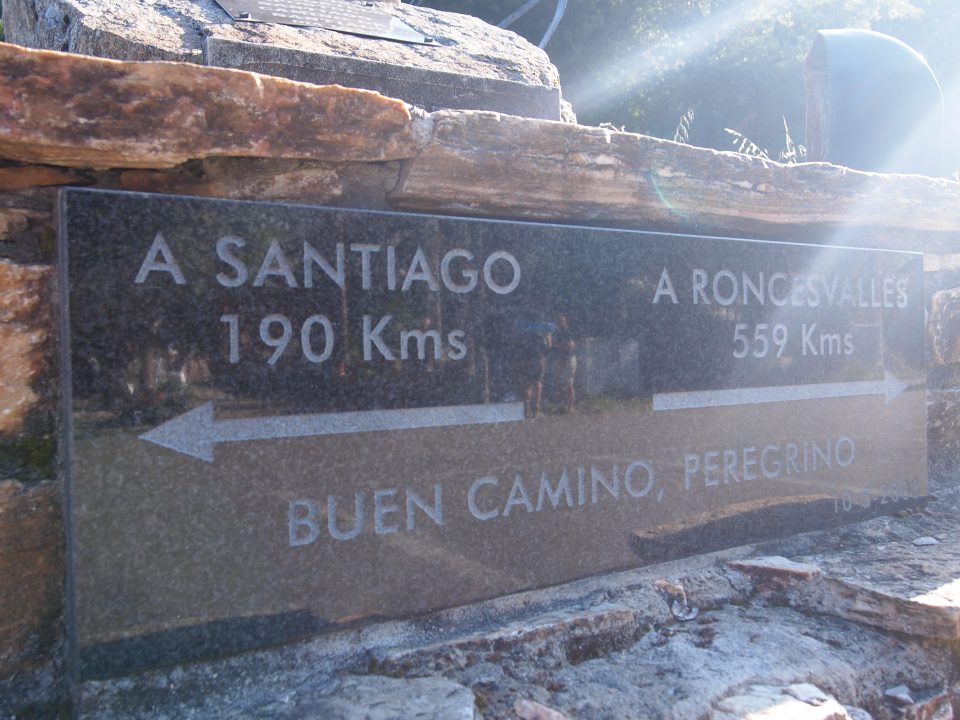 A SANTIAGO
190 Kms
A RONCESVALLES
559 Kms
BUEN CAMINO, PEREGRINO